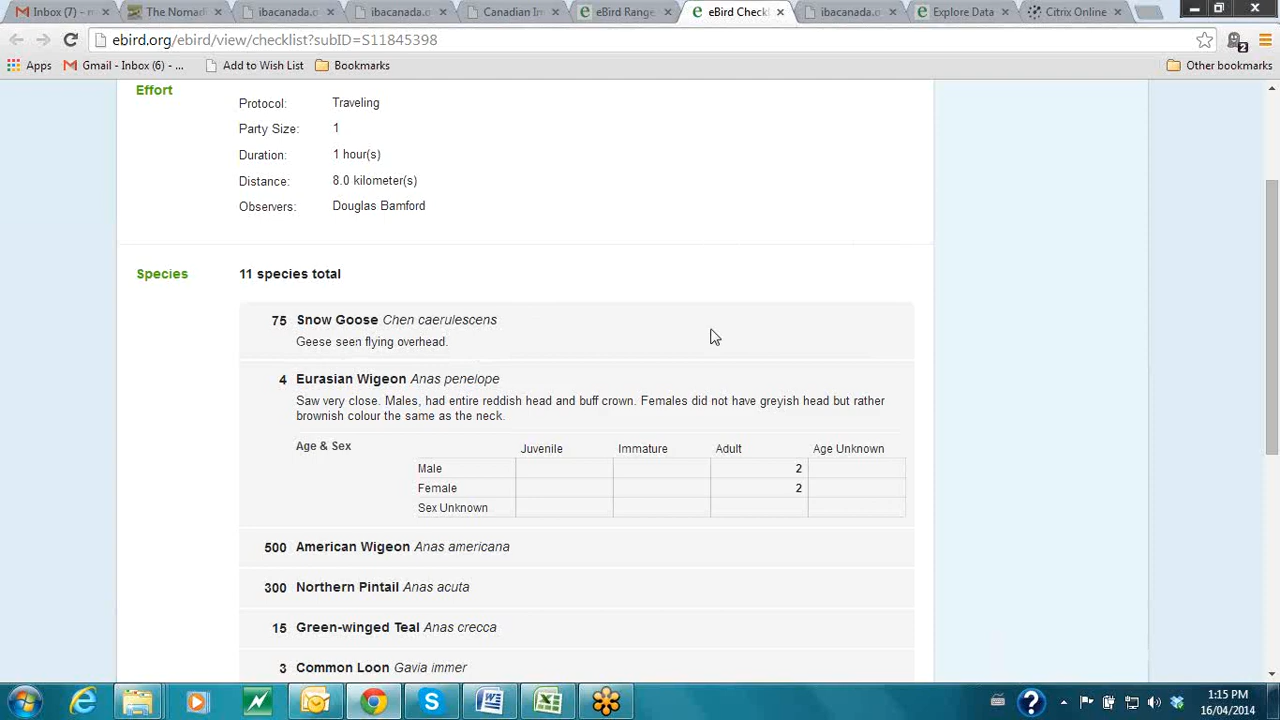 Inbox (7) - n
The Nomad
ibacanada.o
ibacanada.o
Canadian Im
eBird Range
eBird Checkl
ibacanada.o
Explore Data
Citrix Online
ebird.org/ebird/view/checklist?subID=S11845398
2
Apps
Gmail - Inbox (6) - ...
Add to Wish List
Bookmarks
Other bookmarks
Effort
Protocol: Traveling
Party Size: 1
Duration: 1 hour(s)
Distance: 8.0 kilometer(s)
Observers: Douglas Bamford
Species 11 species total
75 Snow Goose Chen caerulescens
Geese seen flying overhead.
4 Eurasian Wigeon Anas penelope
Saw very close. Males, had entire reddish head and buff crown. Females did not have greyish head but rather
brownish colour the same as the neck.
Age & Sex
Juvenile Immature Adult Age Unknown
Male 2
Female 2
Sex Unknown
500 American Wigeon Anas americana
300 Northern Pintail Anas acuta
15 Green-winged Teal Anas crecca
3 Common Loon Gavia immer
1:15 PM
16/04/2014